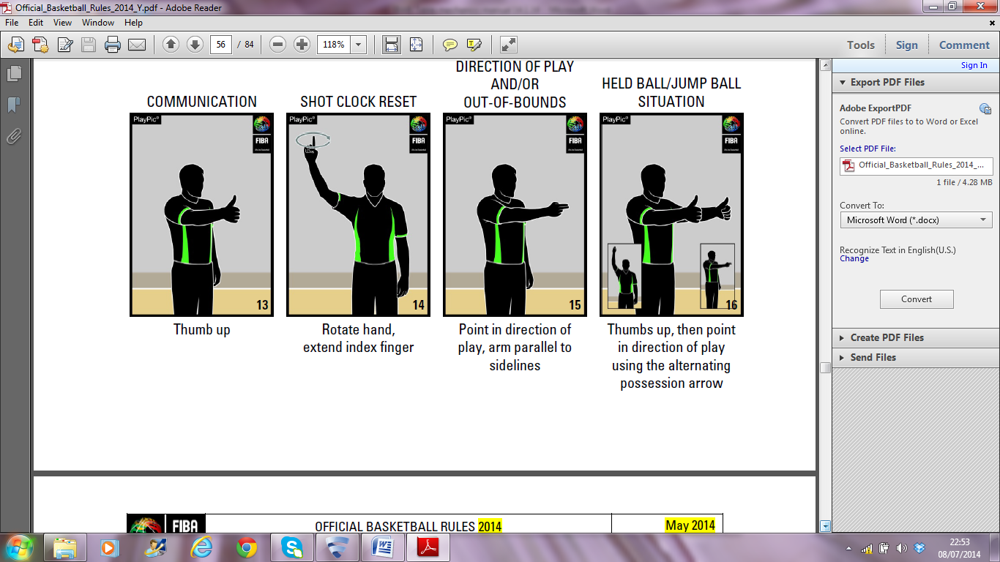 Official_Basketball_Rules_2014_Y.pdf - Adobe Reader
File Edit View Window Help
56 / 84 118% Tools Sign Comment
Sign In
Export PDF Files
Adobe ExportPDF
Convert PDF files to to Word or Excel
online.
Select PDF File:
Official_Basketball_Rules_2014_...
1 file / 4.28 MB
Convert To:
Microsoft Word (*.docx)
Recognize Text in English(U.S.)
Change
Convert
Create PDF Files
Send Files
COMMUNICATION
PlayPic
FIBA
13
Thumb up
SHOT CLOCK RESET
PlayPic
FIBA
14
Rotate hand,
extend index finger
DIRECTION OF PLAY
AND/OR
OUT-OF-BOUNDS
PlayPic
FIBA
15
Point in direction of
play, arm parallel to
sidelines
HELD BALL/JUMP BALL
SITUATION
PlayPic
FIBA
16
Thumbs up, then point
in direction of play
using the alternating
possession arrow
FIBA OFFICIAL BASKETBALL RULES 2014 May 2014
22:53
08/07/2014